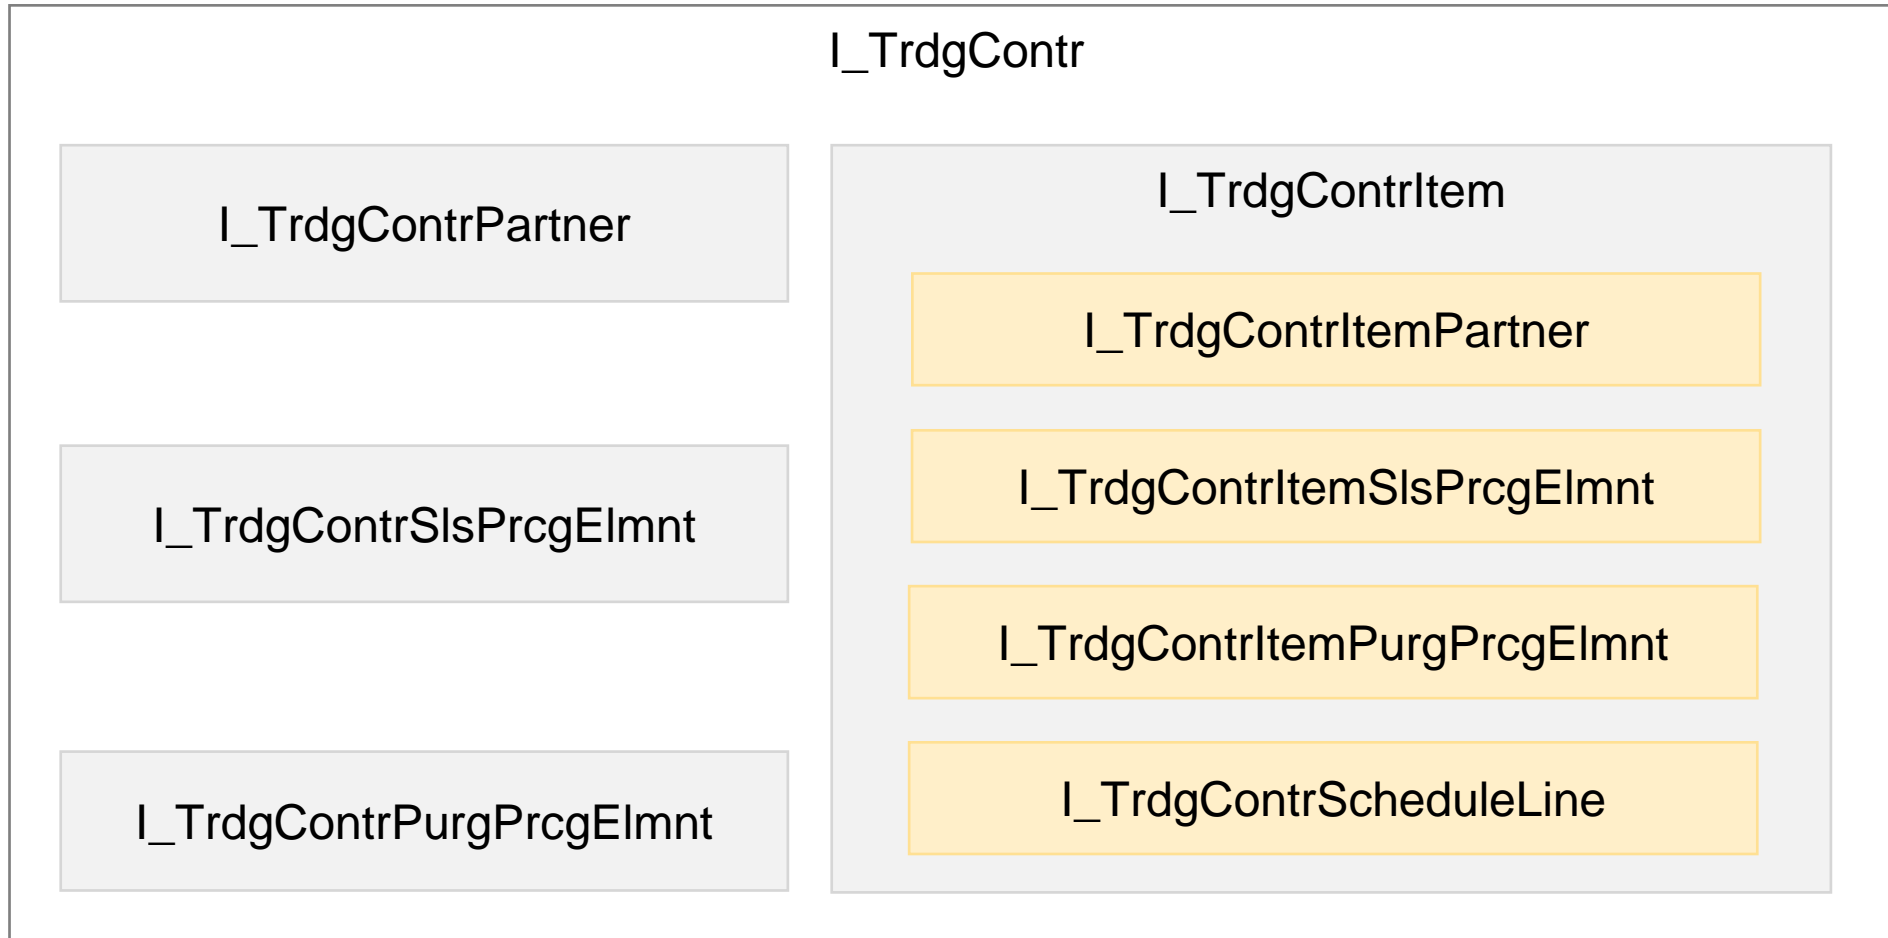 I_TrdgContr
I_TrdgContrPartner
I_TrdgContrSlsPrcgElmnt
I_TrdgContrPurgPrcgElmnt
I_TrdgContrItem
I_TrdgContrItemPartner
I_TrdgContrItemSlsPrcgElmnt
I_TrdgContrItemPurgPrcgElmnt
I_TrdgContrScheduleLine